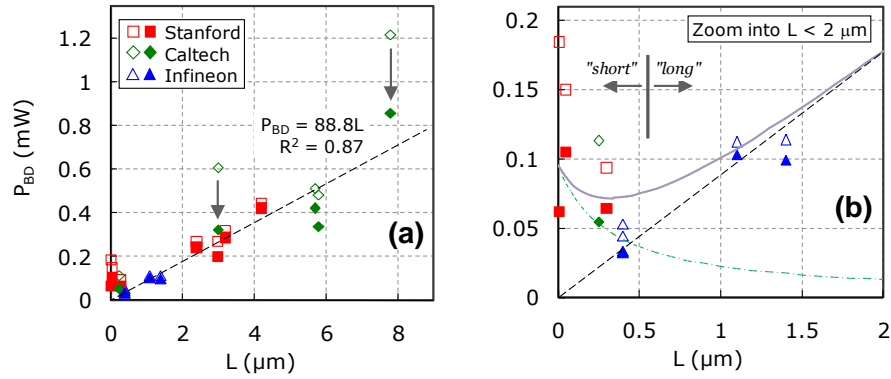 1.2
1
0.8
0.6
0.4
0.2
0
P_BD (mW)
Stanford
Caltech
Infineon
P_BD = 88.8L
R² = 0.87
(a)
0 2 4 6 8
L (μm)
0.2
0.15
0.1
0.05
0
Zoom into L < 2 μm
"short" "long"
(b)
0 0.5 1 1.5 2
L (μm)